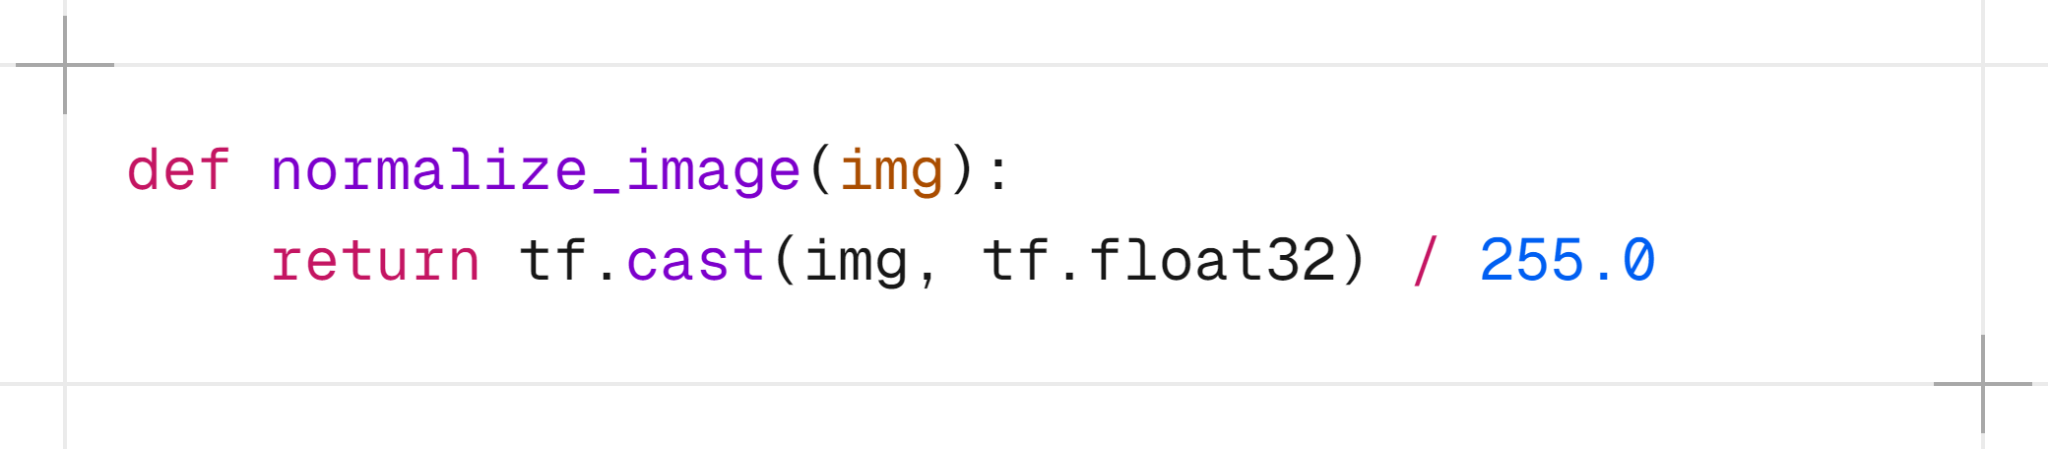 def normalize_image(img):
    return tf.cast(img, tf.float32) / 255.0